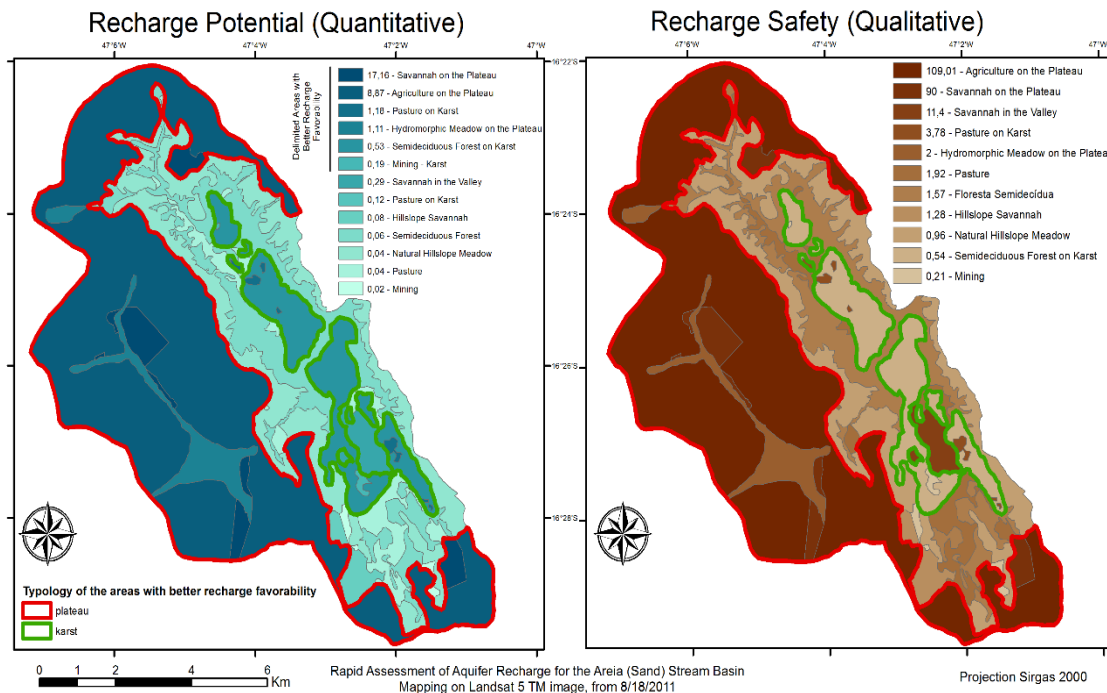 Recharge Potential (Quantitative)
47°6'W
47°4'W
47°2'W
47°W
Delimited Areas with
Better Recharge
Favorability
17,16 - Savannah on the Plateau
8,87 - Agriculture on the Plateau
1,18 - Pasture on Karst
1,11 - Hydromorphic Meadow on the Plateau
0,53 - Semideciduous Forest on Karst
0,19 - Mining - Karst
0,29 - Savannah in the Valley
0,12 - Pasture on Karst
0,08 - Hillslope Savannah
0,06 - Semideciduous Forest
0,04 - Natural Hillslope Meadow
0,04 - Pasture
0,02 - Mining
Typology of the areas with better recharge favorability
plateau
karst
0 1 2 4 6
Km
16°22'S
16°24'S
16°26'S
16°28'S
Recharge Safety (Qualitative)
47°6'W
47°4'W
47°2'W
47°W
109,01 - Agriculture on the Plateau
90 - Savannah on the Plateau
11,4 - Savannah in the Valley
3,78 - Pasture on Karst
2 - Hydromorphic Meadow on the Platea
1,92 - Pasture
1,57 - Floresta Semidecídua
1,28 - Hillslope Savannah
0,96 - Natural Hillslope Meadow
0,54 - Semideciduous Forest on Karst
0,21 - Mining
Rapid Assessment of Aquifer Recharge for the Areia (Sand) Stream Basin
Mapping on Landsat 5 TM image, from 8/18/2011
Projection Sirgas 2000